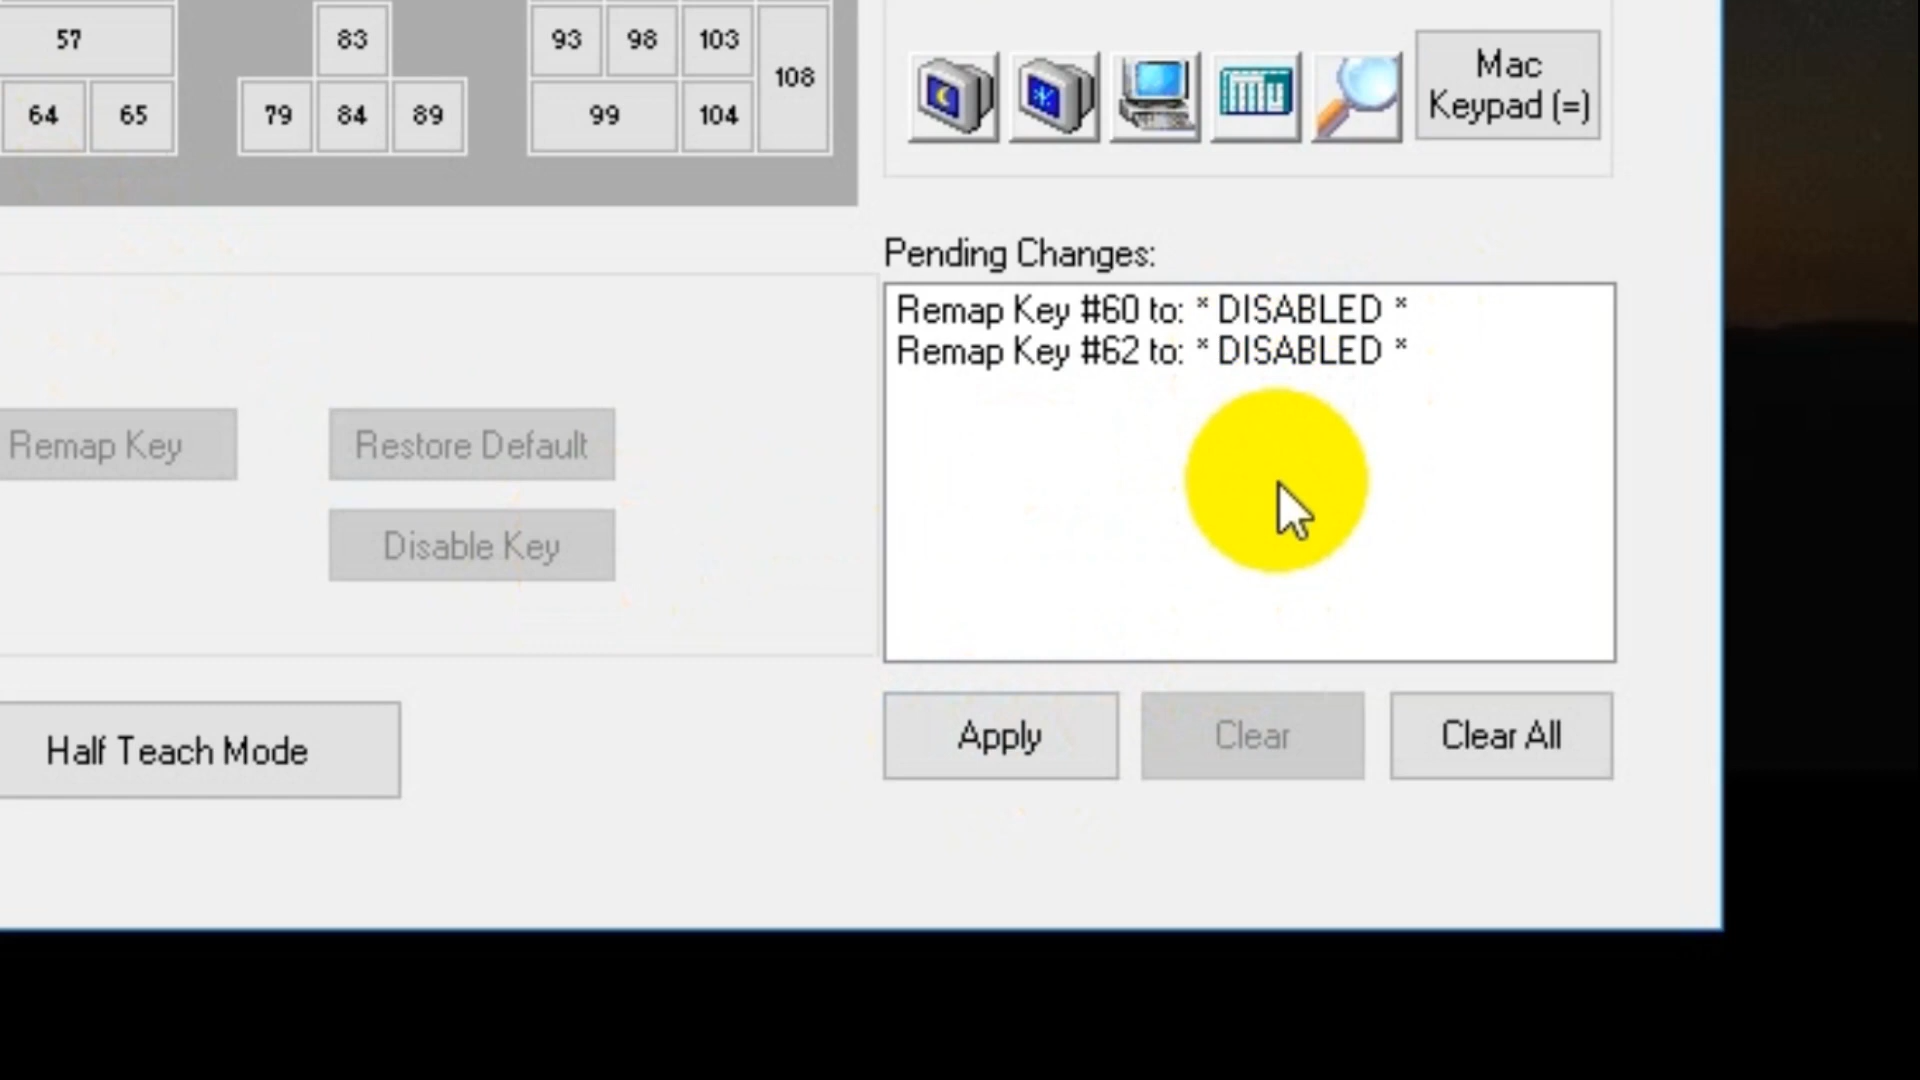 57
83
93
98
103
108
64
65
79
84
89
99
104
Mac
Keypad (=)
Pending Changes:
Remap Key #60 to: * DISABLED *
Remap Key #62 to: * DISABLED *
Remap Key
Restore Default
Disable Key
Half Teach Mode
Apply
Clear
Clear All